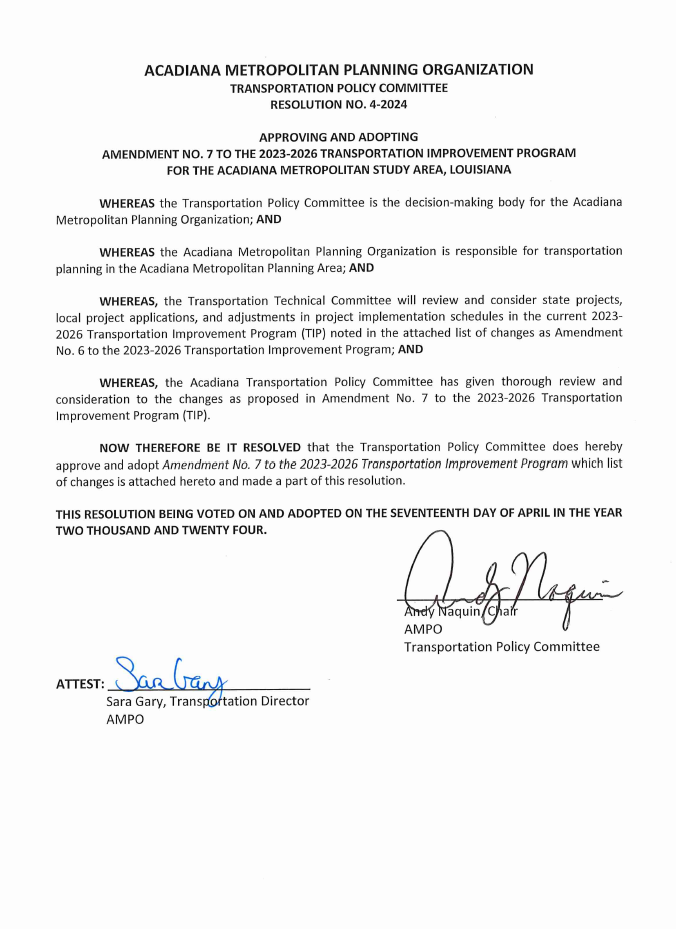 ACADIANA METROPOLITAN PLANNING ORGANIZATION
TRANSPORTATION POLICY COMMITTEE
RESOLUTION NO. 4-2024
APPROVING AND ADOPTING
AMENDMENT NO. 7 TO THE 2023-2026 TRANSPORTATION IMPROVEMENT PROGRAM
FOR THE ACADIANA METROPOLITAN STUDY AREA, LOUISIANA
WHEREAS the Transportation Policy Committee is the decision-making body for the Acadiana
Metropolitan Planning Organization; AND
WHEREAS the Acadiana Metropolitan Planning Organization is responsible for transportation
planning in the Acadiana Metropolitan Planning Area; AND
WHEREAS, the Transportation Technical Committee will review and consider state projects,
local project applications, and adjustments in project implementation schedules in the current 2023-
2026 Transportation Improvement Program (TIP) noted in the attached list of changes as Amendment
No. 6 to the 2023-2026 Transportation Improvement Program; AND
WHEREAS, the Acadiana Transportation Policy Committee has given thorough review and
consideration to the changes as proposed in Amendment No. 7 to the 2023-2026 Transportation
Improvement Program (TIP).
NOW THEREFORE BE IT RESOLVED that the Transportation Policy Committee does hereby
approve and adopt Amendment No. 7 to the 2023-2026 Transportation Improvement Program which list
of changes is attached hereto and made a part of this resolution.
THIS RESOLUTION BEING VOTED ON AND ADOPTED ON THE SEVENTEENTH DAY OF APRIL IN THE YEAR
TWO THOUSAND AND TWENTY FOUR.
Andy Naquin
Andy Naquin, Chair
AMPO
Transportation Policy Committee
ATTEST: Sara Gary
Sara Gary, Transportation Director
AMPO